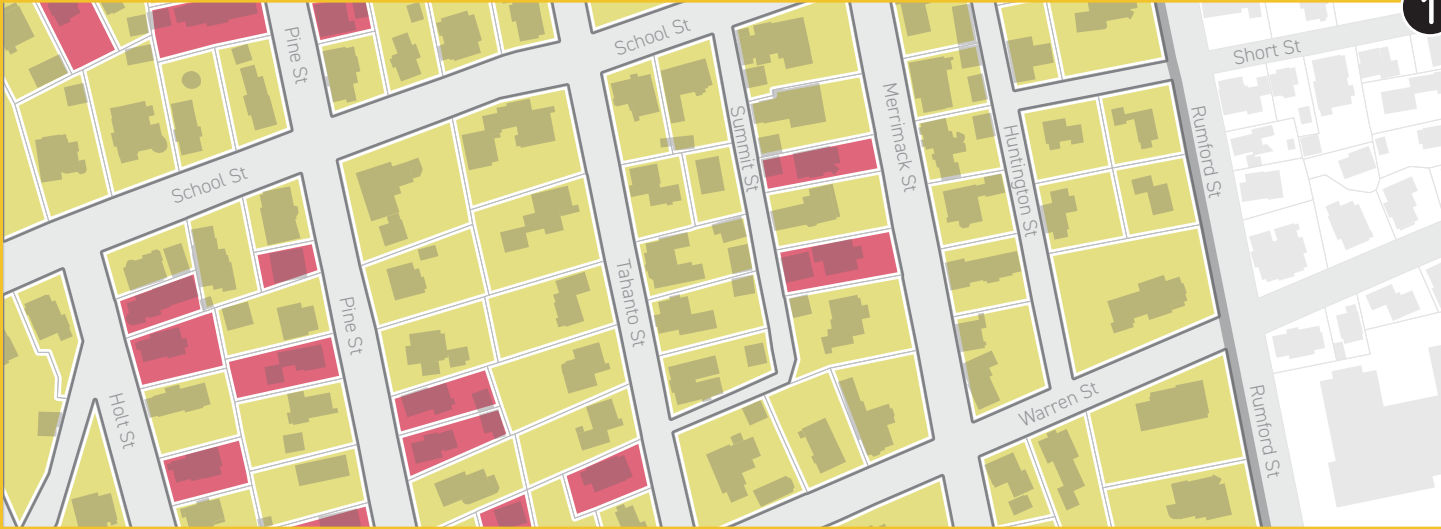 1
Pine St
School St
Short St
School St
Summit St
Merrimack St
Huntington St
Rumford St
Pine St
Tahanto St
Holt St
Warren St
Rumford St